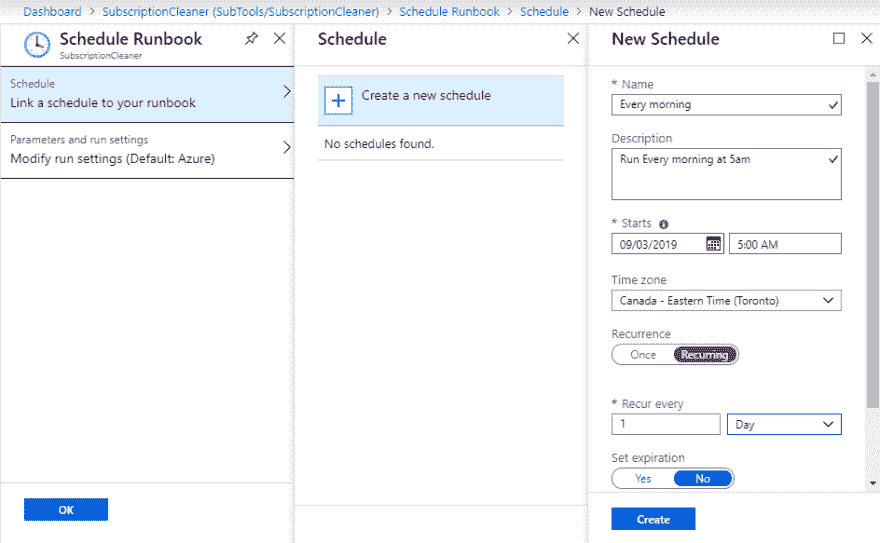 Dashboard > SubscriptionCleaner (SubTools/SubscriptionCleaner) > Schedule Runbook > Schedule > New Schedule
Schedule Runbook
SubscriptionCleaner
Schedule
Link a schedule to your runbook
Parameters and run settings
Modify run settings (Default: Azure)
OK
Schedule
Create a new schedule
No schedules found.
New Schedule
* Name
Every morning
Description
Run Every morning at 5am
* Starts
09/03/2019 5:00 AM
Time zone
Canada - Eastern Time (Toronto)
Recurrence
Once Recurring
* Recur every
1 Day
Set expiration
Yes No
Create